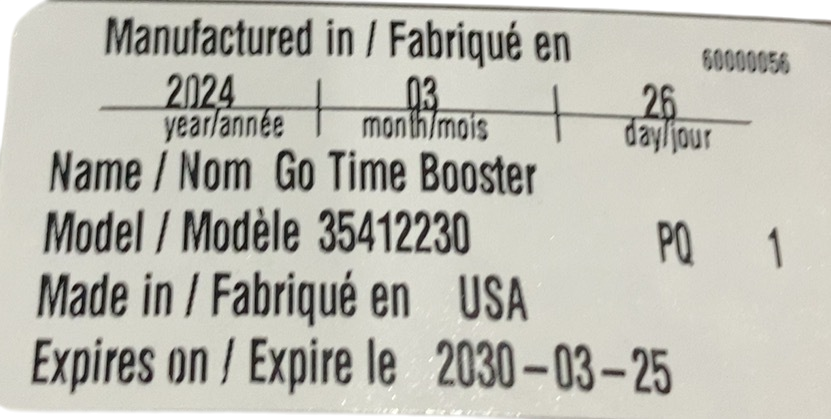 Manufactured in / Fabriqué en 60000056
2024 03 26
year/année month/mois day/jour
Name / Nom Go Time Booster
Model / Modèle 35412230 PQ 1
Made in / Fabriqué en USA
Expires on / Expire le 2030-03-25